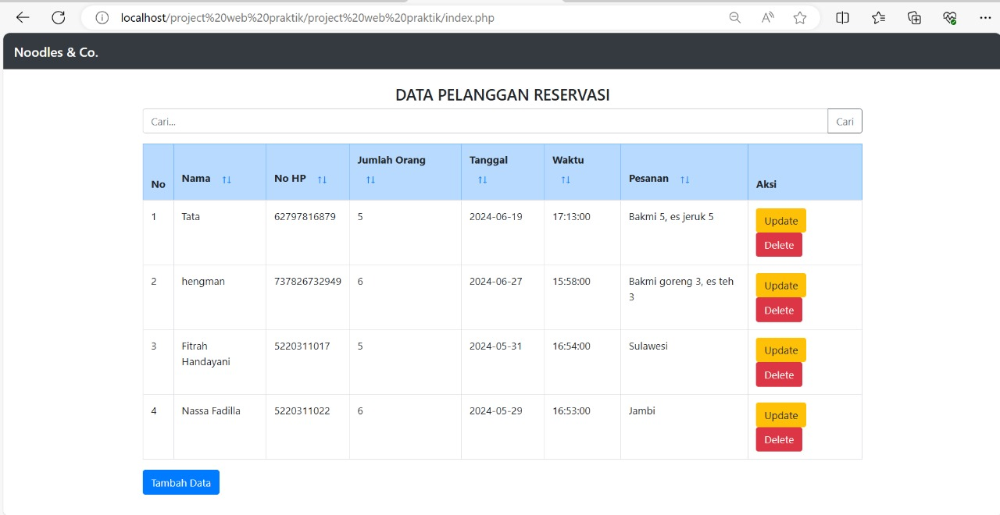 localhost/project%20web%20praktik/project%20web%20praktik/index.php
Noodles & Co.
DATA PELANGGAN RESERVASI
Cari... Cari
No Nama ↑↓ No HP ↑↓ Jumlah Orang ↑↓ Tanggal ↑↓ Waktu ↑↓ Pesanan ↑↓ Aksi
1 Tata 62797816879 5 2024-06-19 17:13:00 Bakmi 5, es jeruk 5 Update
Delete
2 hengman 737826732949 6 2024-06-27 15:58:00 Bakmi goreng 3, es teh Update
3 Delete
3 Fitrah 5220311017 5 2024-05-31 16:54:00 Sulawesi Update
Handayani Delete
4 Nassa Fadilla 5220311022 6 2024-05-29 16:53:00 Jambi Update
Delete
Tambah Data